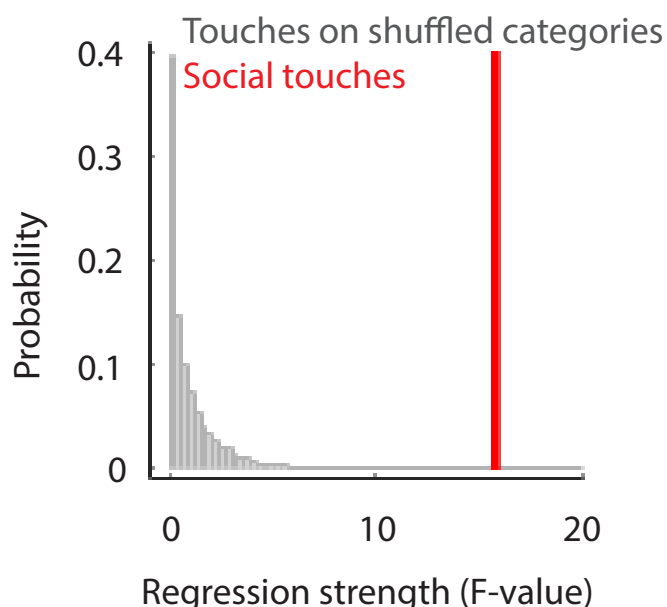 Touches on shuffled categories
Social touches
0.4
0.3
0.2
0.1
0
Probability
0
10
20
Regression strength (F-value)